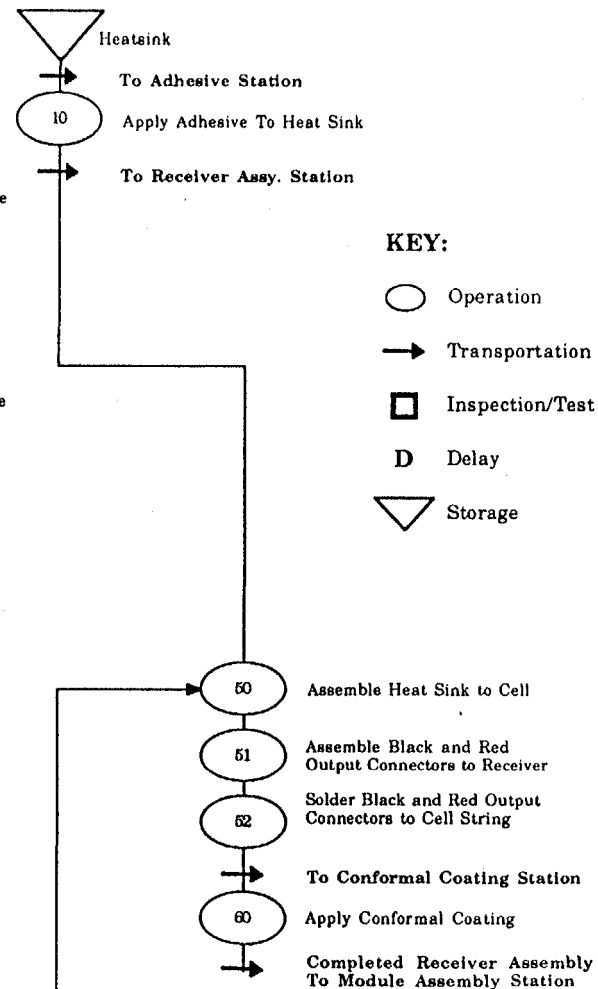 Heatsink
To Adhesive Station
10
Apply Adhesive To Heat Sink
To Receiver Assy. Station
e
KEY:
Operation
Transportation
Inspection/Test
e
D Delay
Storage
50
Assemble Heat Sink to Cell
51
Assemble Black and Red
Output Connectors to Receiver
52
Solder Black and Red Output
Connectors to Cell String
To Conformal Coating Station
60
Apply Conformal Coating
Completed Receiver Assembly
To Module Assembly Station